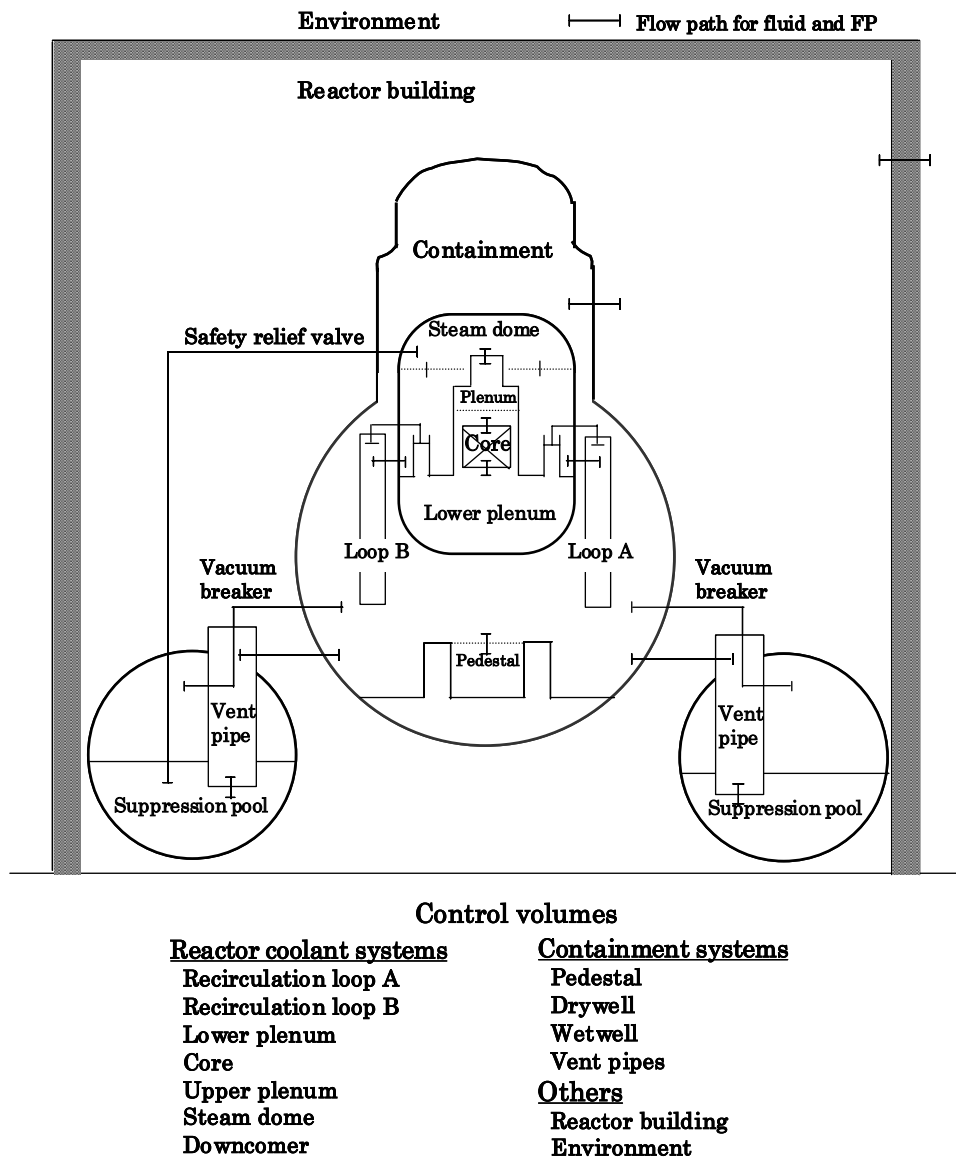 Environment
Flow path for fluid and FP
Reactor building
Containment
Steam dome
Safety relief valve
Plenum
Core
Lower plenum
Loop B
Loop A
Vacuum
breaker
Vacuum
breaker
Pedestal
Vent
pipe
Vent
pipe
Suppression pool
Suppression pool
Control volumes
Reactor coolant systems
Recirculation loop A
Recirculation loop B
Lower plenum
Core
Upper plenum
Steam dome
Downcomer
Containment systems
Pedestal
Drywell
Wetwell
Vent pipes
Others
Reactor building
Environment